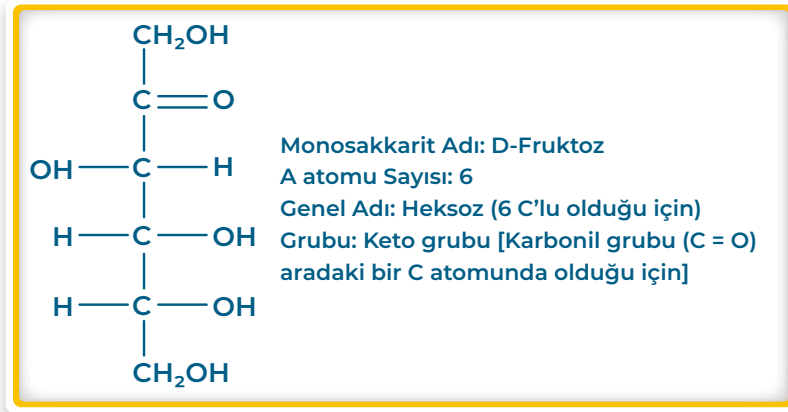 CH₂OH
C O
OH C H
H C OH
H C OH
CH₂OH
Monosakkarit Adı: D-Fruktoz
A atomu Sayısı: 6
Genel Adı: Heksoz (6 C'lu olduğu için)
Grubu: Keto grubu [Karbonil grubu (C = O)
aradaki bir C atomunda olduğu için]